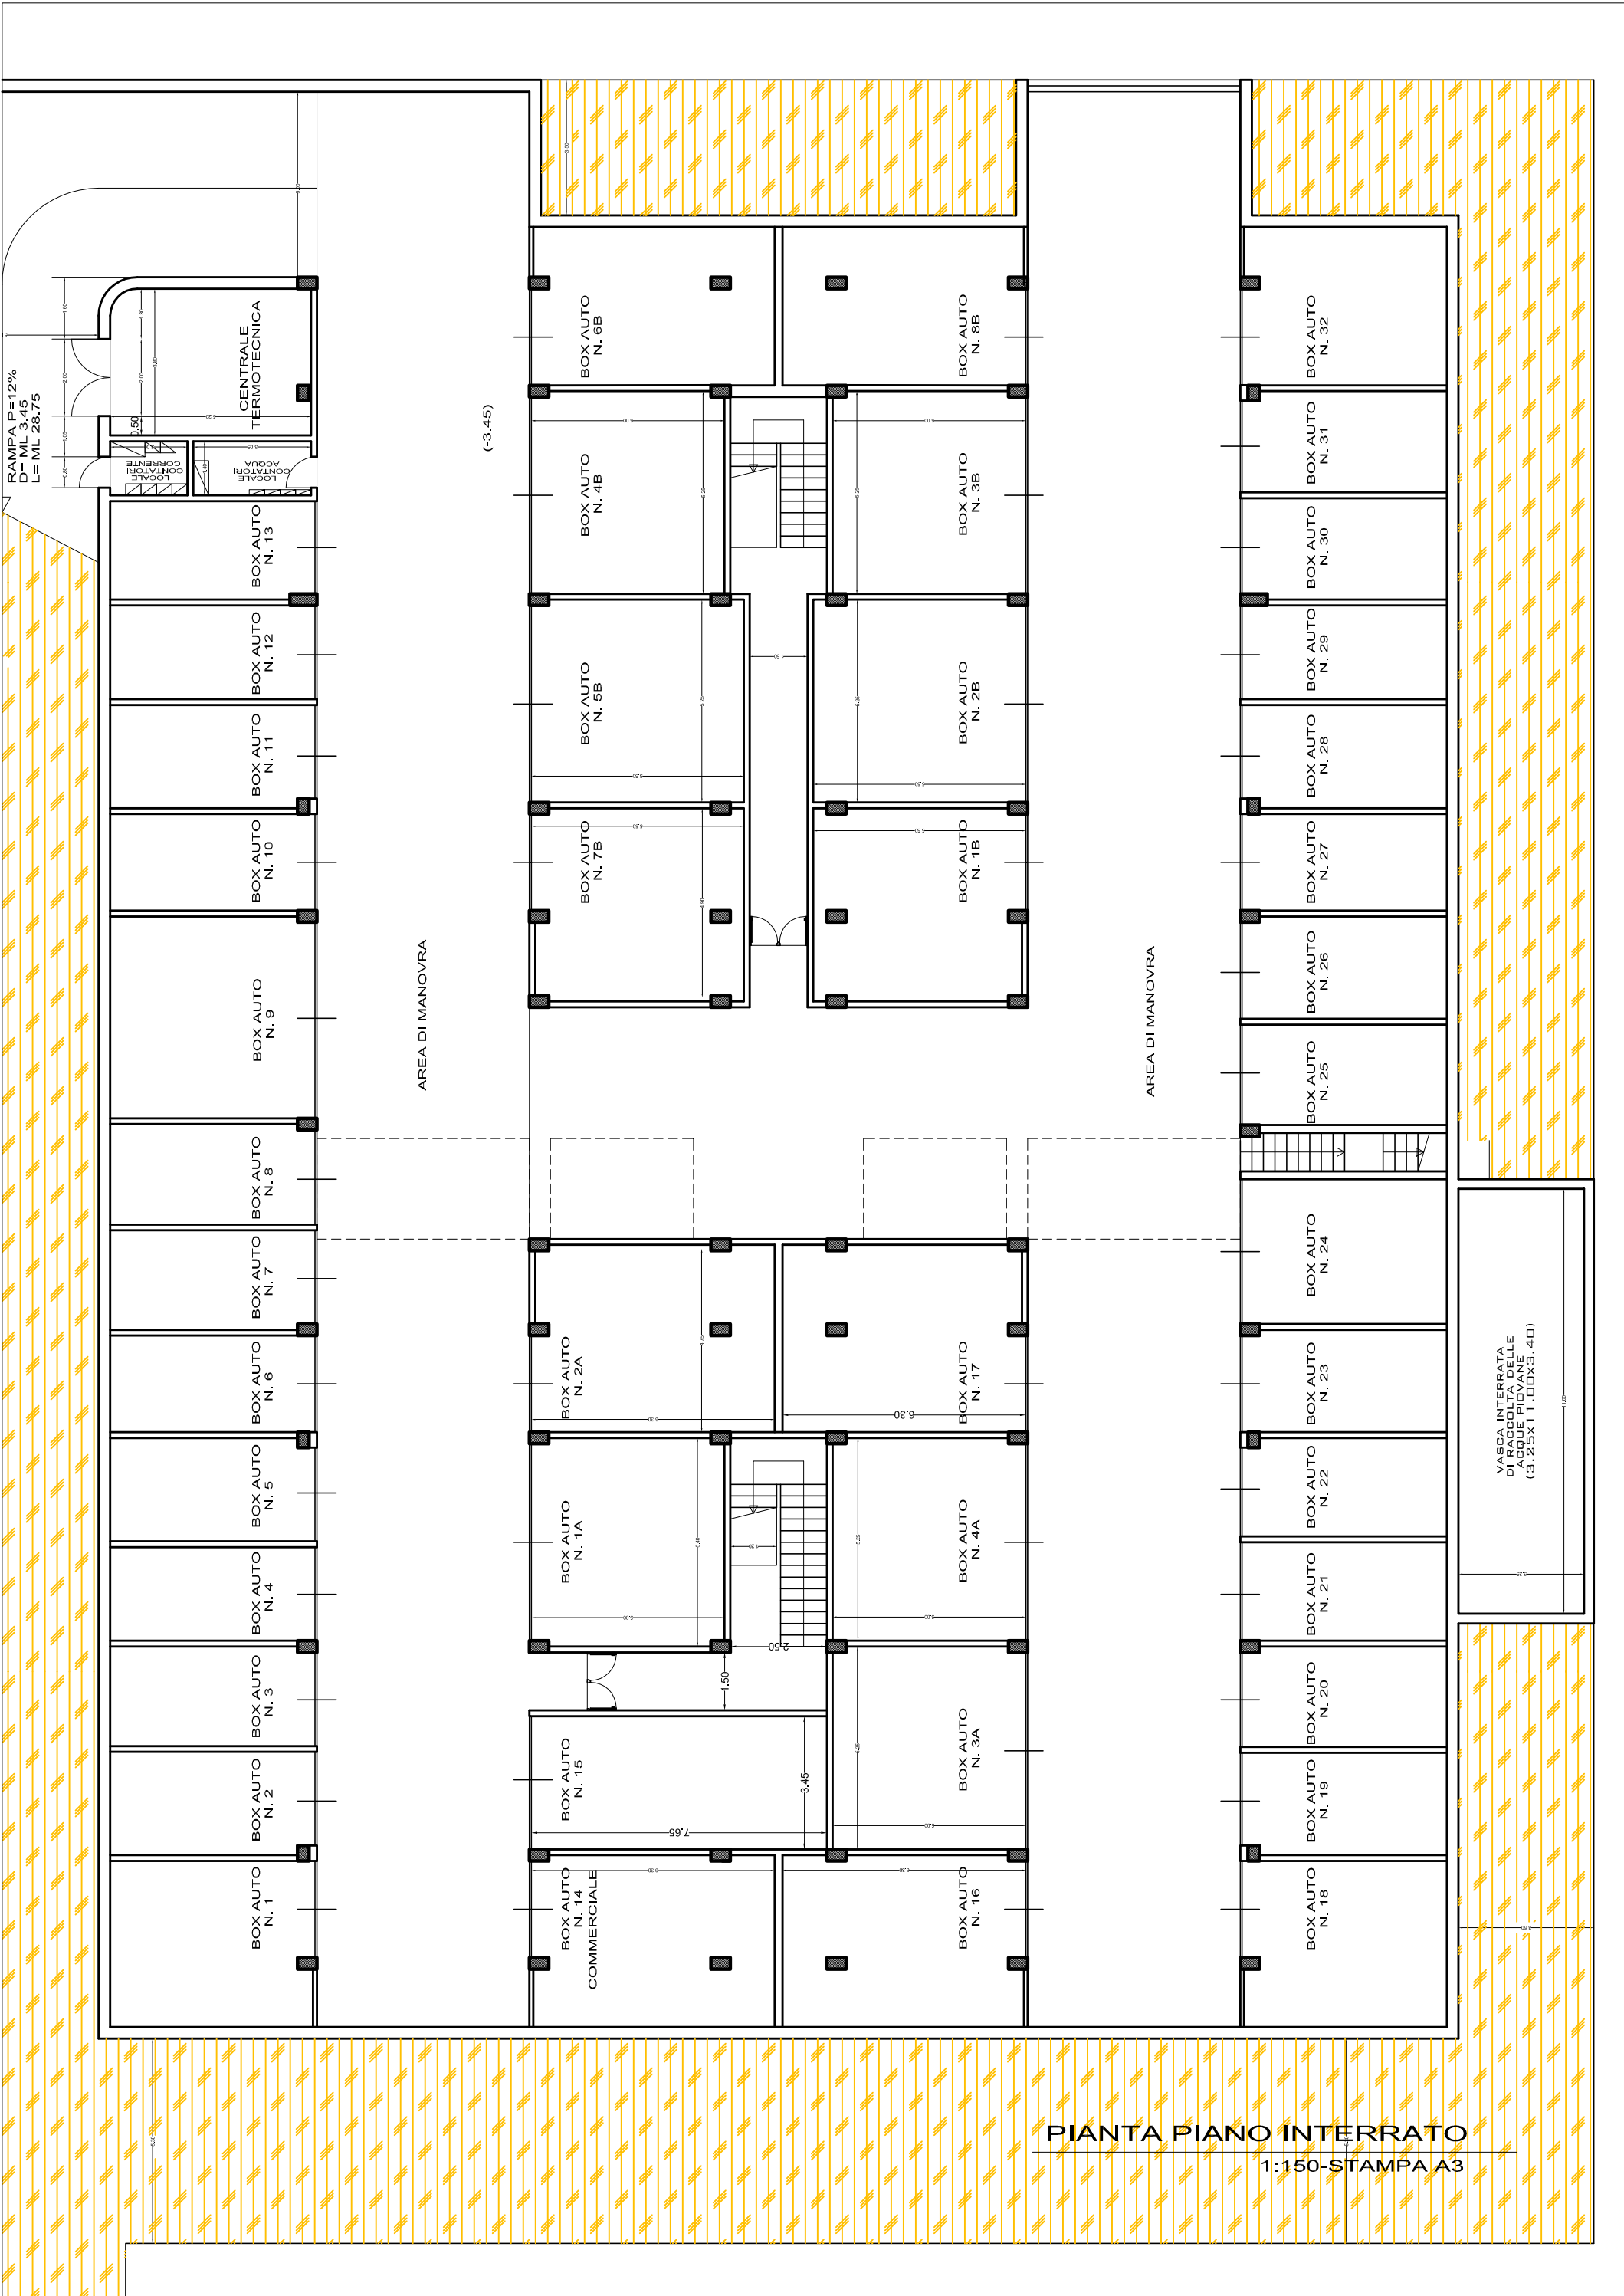 RAMPA P=12%
D= ML 3.45
L= ML 28.75
CENTRALE
TERMOTECNICA
0.50
LOCALE
CONTATORI
CORRENTE
LOCALE
CONTATORI
ACQUA
BOX AUTO
N. 13
BOX AUTO
N. 12
BOX AUTO
N. 11
BOX AUTO
N. 10
BOX AUTO
N. 9
BOX AUTO
N. 8
BOX AUTO
N. 7
BOX AUTO
N. 6
BOX AUTO
N. 5
BOX AUTO
N. 4
BOX AUTO
N. 3
BOX AUTO
N. 2
BOX AUTO
N. 1
(-3.45)
AREA DI MANOVRA
BOX AUTO
N. 6B
BOX AUTO
N. 4B
BOX AUTO
N. 5B
BOX AUTO
N. 7B
BOX AUTO
N. 2A
BOX AUTO
N. 1A
1.50
2.50
BOX AUTO
N. 15
3.45
7.65
BOX AUTO
N. 14
COMMERCIALE
BOX AUTO
N. 8B
BOX AUTO
N. 3B
BOX AUTO
N. 2B
BOX AUTO
N. 1B
BOX AUTO
N. 17
6.30
BOX AUTO
N. 4A
BOX AUTO
N. 3A
BOX AUTO
N. 16
AREA DI MANOVRA
BOX AUTO
N. 32
BOX AUTO
N. 31
BOX AUTO
N. 30
BOX AUTO
N. 29
BOX AUTO
N. 28
BOX AUTO
N. 27
BOX AUTO
N. 26
BOX AUTO
N. 25
BOX AUTO
N. 24
BOX AUTO
N. 23
BOX AUTO
N. 22
BOX AUTO
N. 21
BOX AUTO
N. 20
BOX AUTO
N. 19
BOX AUTO
N. 18
VASCA INTERRATA
DI RACCOLTA DELLE
ACQUE PIOVANE
(3.25x11.00x3.40)
PIANTA PIANO INTERRATO
1:150-STAMPA A3